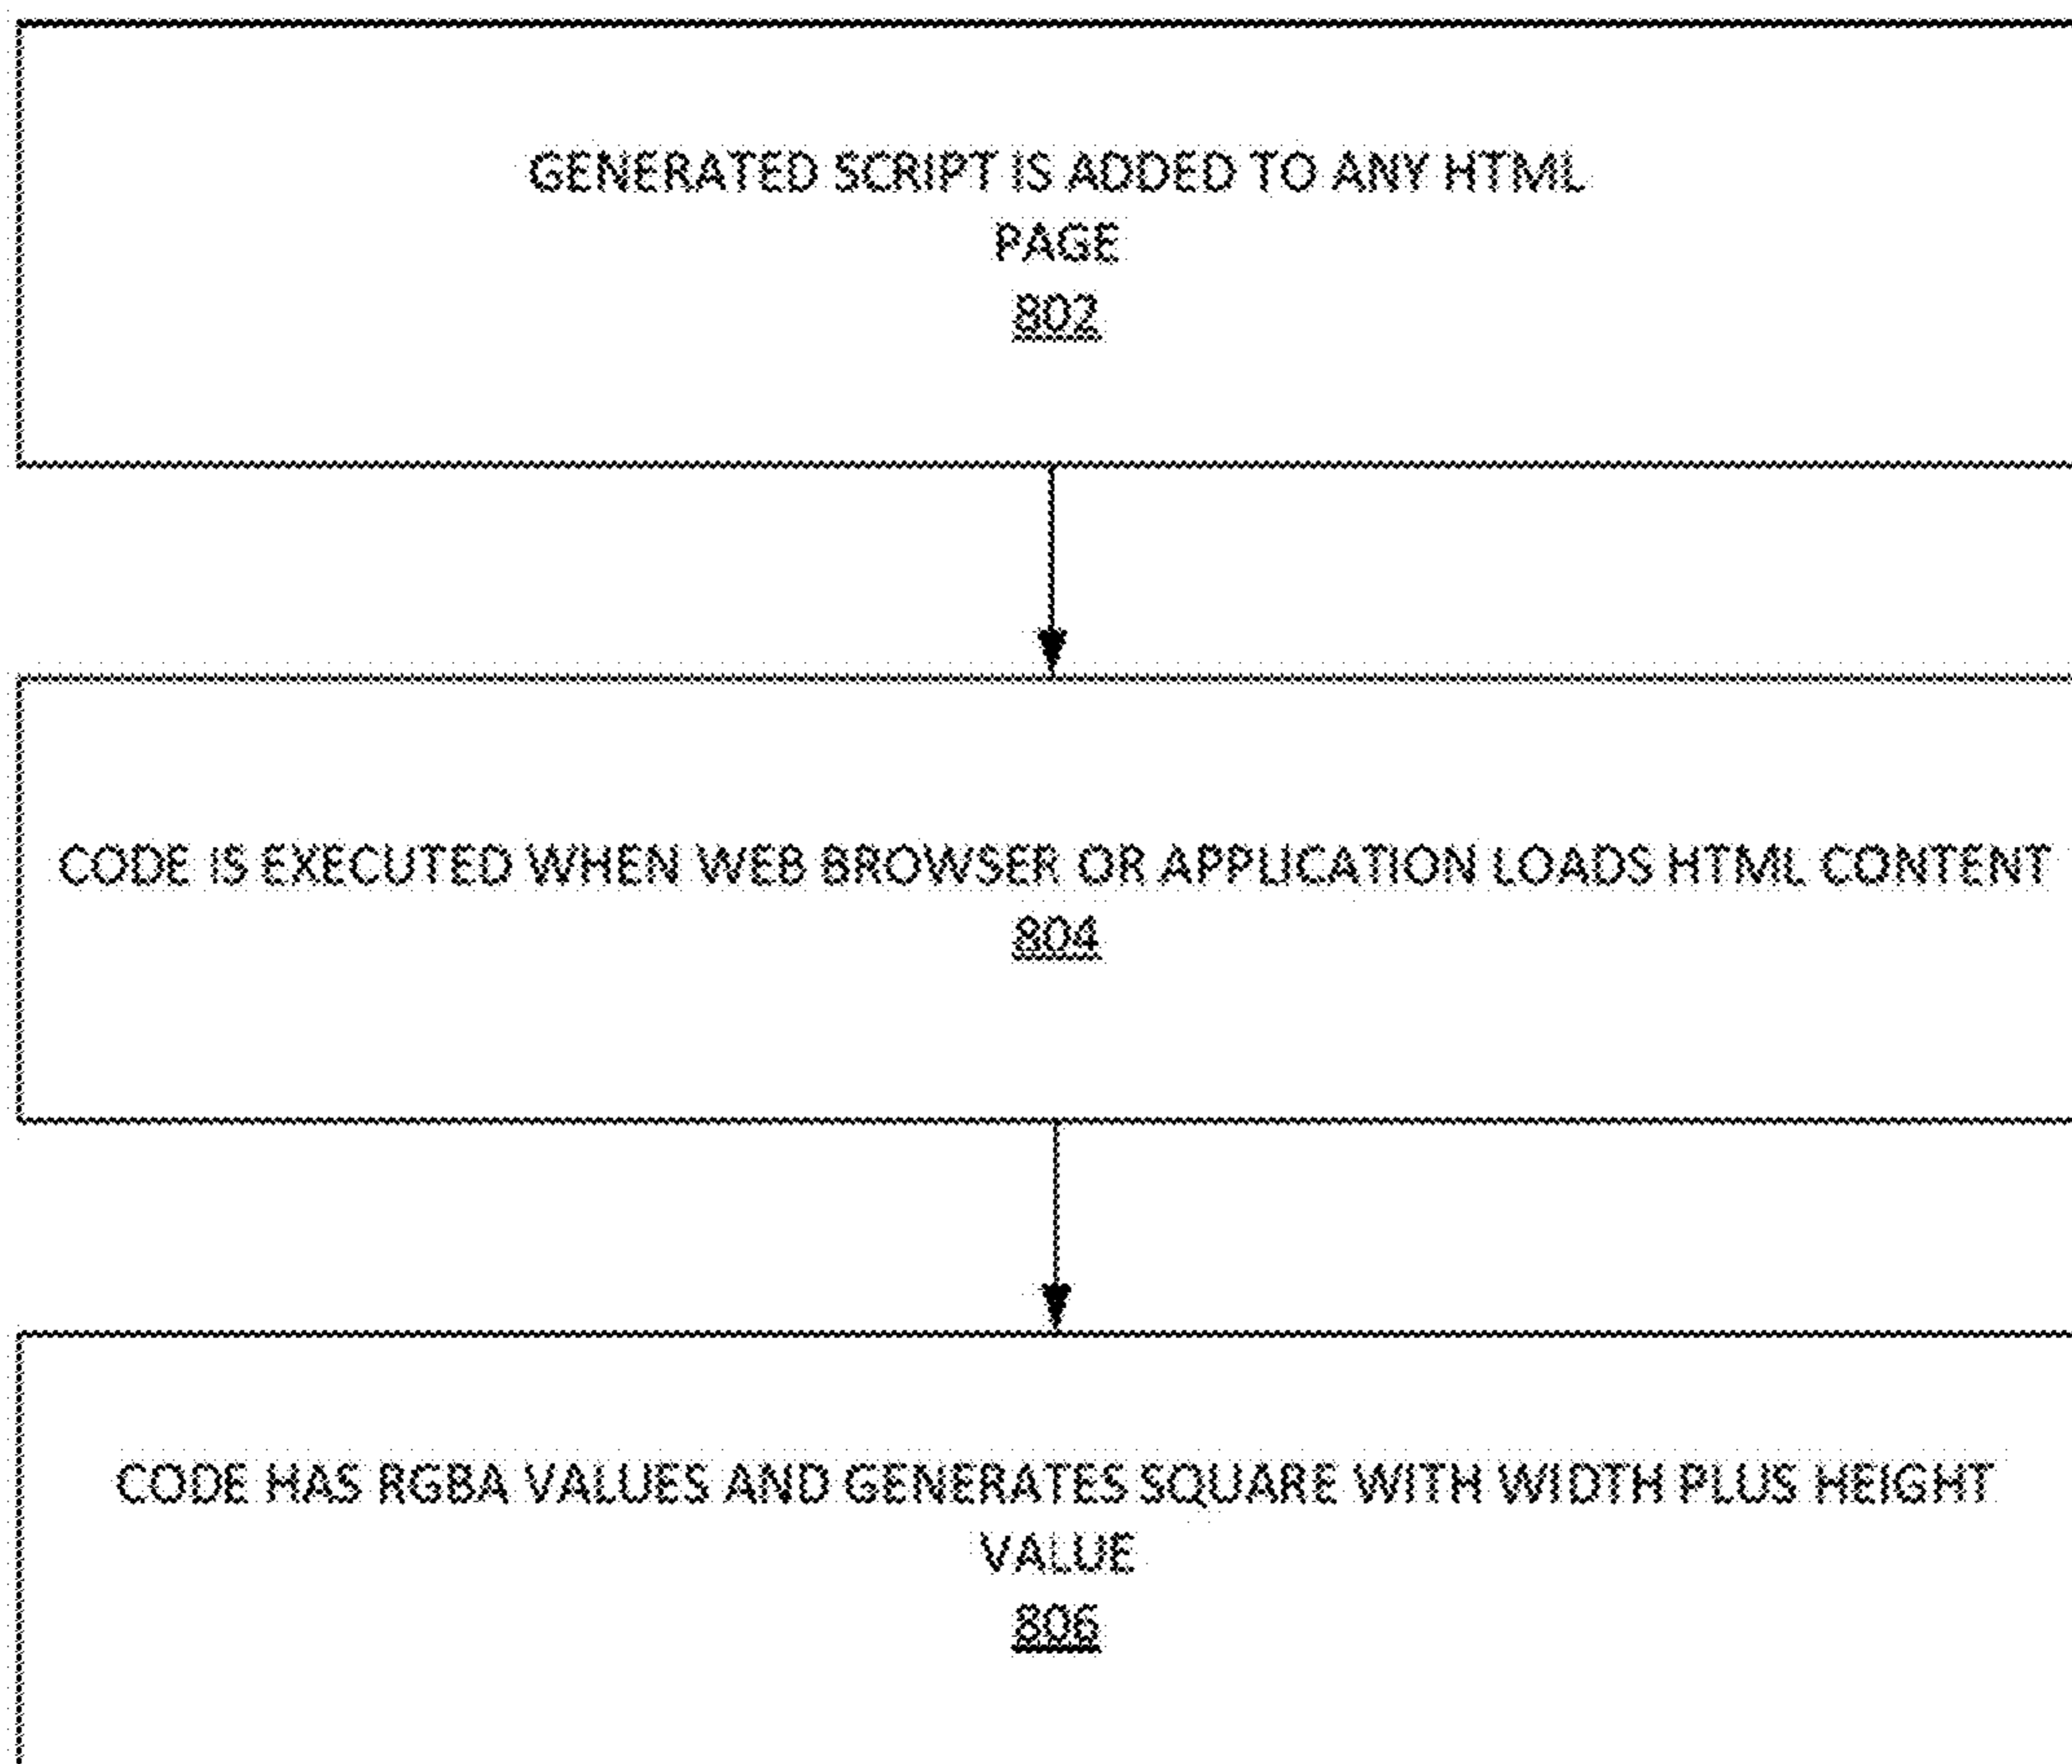 GENERATED SCRIPT IS ADDED TO ANY HTML
PAGE
802
CODE IS EXECUTED WHEN WEB BROWSER OR APPLICATION LOADS HTML CONTENT
804
CODE HAS RGBA VALUES AND GENERATES SQUARE WITH WIDTH PLUS HEIGHT
VALUE
806